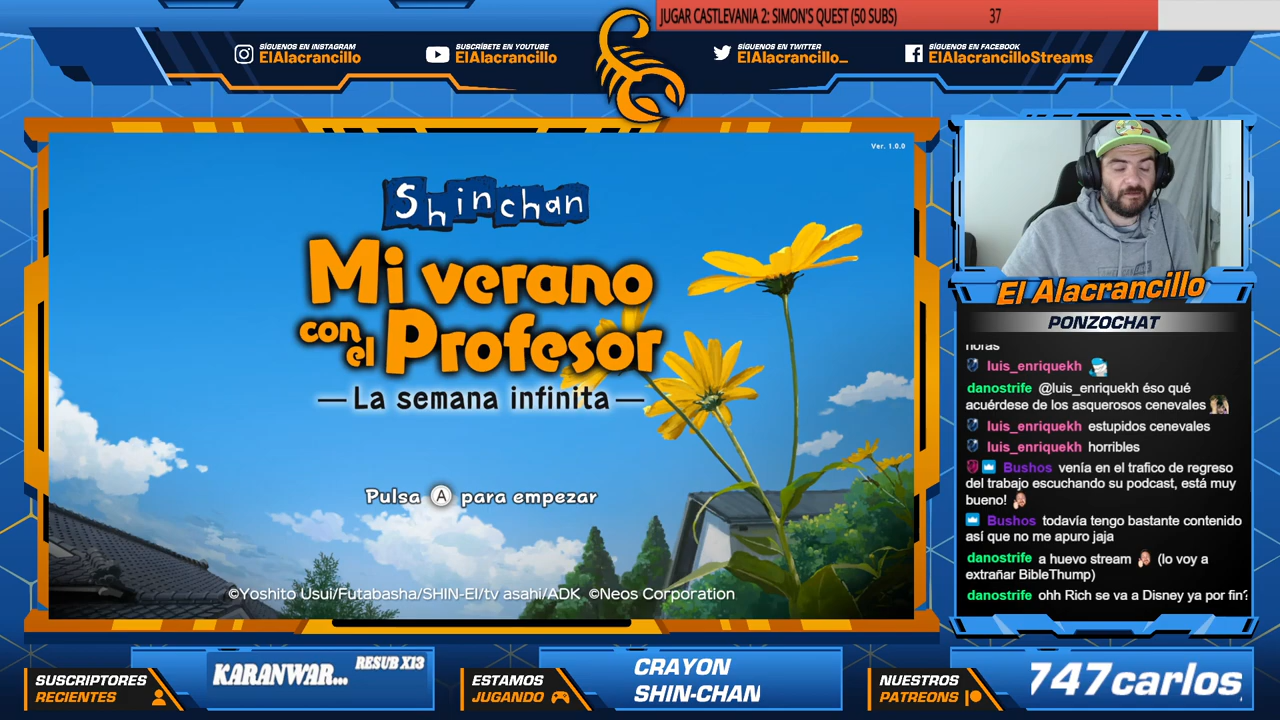 JUGAR CASTLEVANIA 2: SIMON'S QUEST (50 SUBS) 37
SÍGUENOS EN INSTAGRAM
ElAlacrancillo
SUSCRÍBETE EN YOUTUBE
ElAlacrancillo
SÍGUENOS EN TWITTER
ElAlacrancillo_
SÍGUENOS EN FACEBOOK
ElAlacrancilloStreams
Ver. 1.0.0
Shinchan
Mi verano
con el Profesor
— La semana infinita —
Pulsa A para empezar
©Yoshito Usui/Futabasha/SHIN-EI/tv asahi/ADK ©Neos Corporation
El Alacrancillo
PONZOCHAT
horas
luis_enriquekh
danostrife @luis_enriquekh éso qué
acuérdese de los asquerosos cenevales
luis_enriquekh estupidos cenevales
luis_enriquekh horribles
Bushos venía en el trafico de regreso
del trabajo escuchando su podcast, está muy
bueno!
Bushos todavía tengo bastante contenido
así que no me apuro jaja
danostrife a huevo stream (lo voy a
extrañar BibleThump)
danostrife ohh Rich se va a Disney ya por fin?
SUSCRIPTORES
RECIENTES
KARANWAR... RESUB X13
ESTAMOS
JUGANDO
CRAYON
SHIN-CHAN
NUESTROS
PATREONS
747carlos,